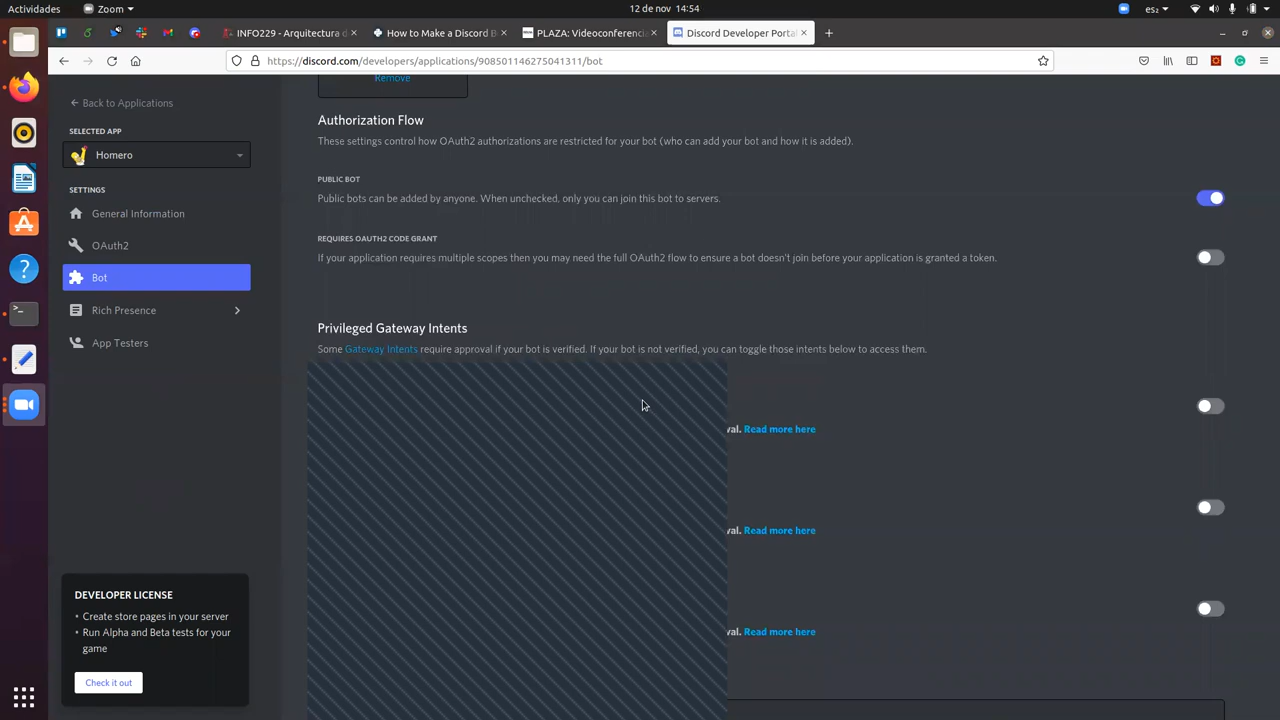 Actividades
Zoom
12 de nov 14:54
es₂
INFO229 - Arquitectura d
How to Make a Discord B
PLAZA: Videoconferencia
Discord Developer Porta
https://discord.com/developers/applications/908501146275041311/bot
Remove
Back to Applications
SELECTED APP
Homero
SETTINGS
General Information
OAuth2
Bot
Rich Presence
App Testers
DEVELOPER LICENSE
• Create store pages in your server
• Run Alpha and Beta tests for your
game
Check it out
Authorization Flow
These settings control how OAuth2 authorizations are restricted for your bot (who can add your bot and how it is added).
PUBLIC BOT
Public bots can be added by anyone. When unchecked, only you can join this bot to servers.
REQUIRES OAUTH2 CODE GRANT
If your application requires multiple scopes then you may need the full OAuth2 flow to ensure a bot doesn't join before your application is granted a token.
Privileged Gateway Intents
Some Gateway Intents require approval if your bot is verified. If your bot is not verified, you can toggle those intents below to access them.
val. Read more here
val. Read more here
val. Read more here